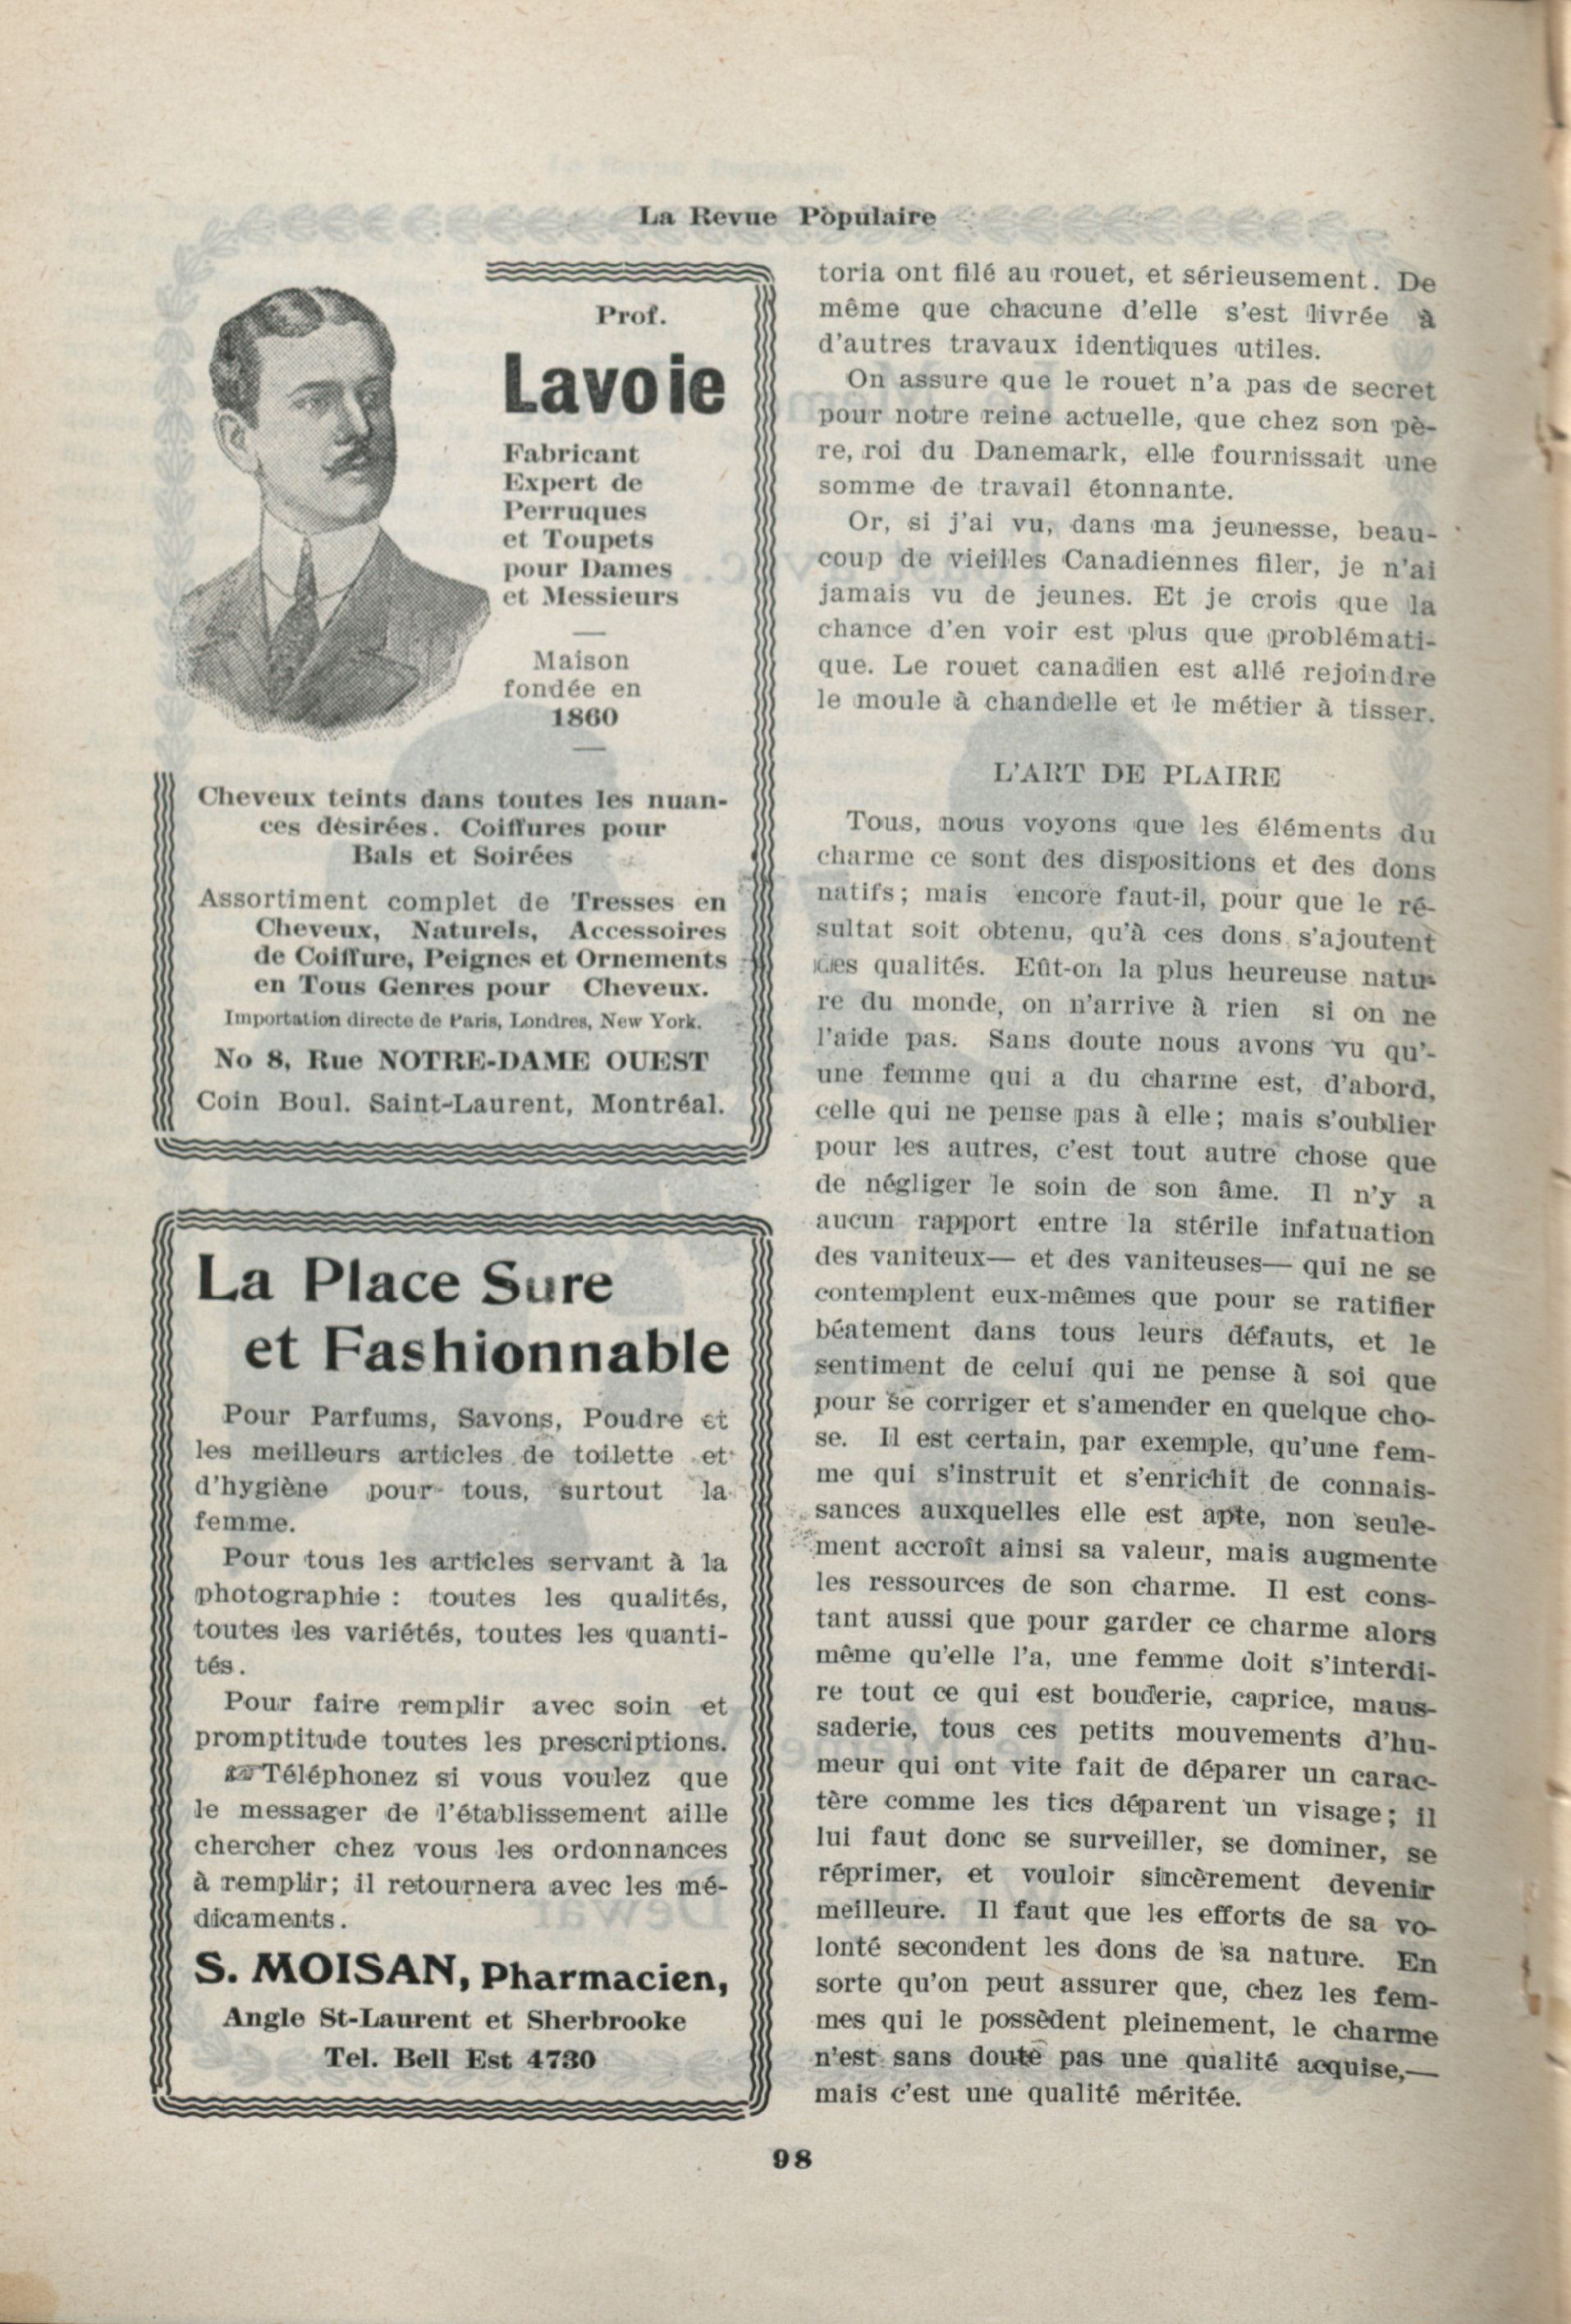 La Revue Populaire
Prof.
Lavoie
Fabricant
Expert de
Perruques
et Toupets
pour Dames
et Messieurs
Maison
fondée en
1860
Cheveux teints dans toutes les nuan-
ces désirées. Coiffures pour
Bals et Soirées
Assortiment complet de Tresses en
Cheveux, Naturels, Accessoires
de Coiffure, Peignes et Ornements
en Tous Genres pour Cheveux.
Importation directe de Paris, Londres, New York.
No 8, Rue NOTRE-DAME OUEST
Coin Boul. Saint-Laurent, Montréal.
La Place Sure
et Fashionnable
Pour Parfums, Savons, Poudre et
les meilleurs articles de toilette et
d'hygiène pour tous, surtout la
femme.
Pour tous les articles servant à la
photographie : toutes les qualités,
toutes les variétés, toutes les quanti-
tés.
Pour faire remplir avec soin et
promptitude toutes les prescriptions.
Téléphonez si vous voulez que
le messager de l'établissement aille
chercher chez vous les ordonnances
à remplir; il retournera avec les mé-
dicaments.
S. MOISAN, Pharmacien,
Angle St-Laurent et Sherbrooke
Tel. Bell Est 4730
toria ont filé au rouet, et sérieusement. De
même que chacune d'elle s'est livrée à
d'autres travaux identiques utiles.
On assure que le rouet n'a pas de secret
pour notre reine actuelle, que chez son pè-
re, roi du Danemark, elle fournissait une
somme de travail étonnante.
Or, si j'ai vu, dans ma jeunesse, beau-
coup de vieilles Canadiennes filer, je n'ai
jamais vu de jeunes. Et je crois que la
chance d'en voir est plus que problémati-
que. Le rouet canadien est allé rejoindre
le moule à chandelle et le métier à tisser.
L'ART DE PLAIRE
Tous, nous voyons que les éléments du
charme ce sont des dispositions et des dons
natifs; mais encore faut-il, pour que le ré-
sultat soit obtenu, qu'à ces dons s'ajoutent
des qualités. Eût-on la plus heureuse natu-
re du monde, on n'arrive à rien si on ne
l'aide pas. Sans doute nous avons vu qu'-
une femme qui a du charme est, d'abord,
celle qui ne pense pas à elle; mais s'oublier
pour les autres, c'est tout autre chose que
de négliger le soin de son âme. Il n'y a
aucun rapport entre la stérile infatuation
des vaniteux— et des vaniteuses— qui ne se
contemplent eux-mêmes que pour se ratifier
béatement dans tous leurs défauts, et le
sentiment de celui qui ne pense à soi que
pour se corriger et s'amender en quelque cho-
se. Il est certain, par exemple, qu'une fem-
me qui s'instruit et s'enrichit de connais-
sances auxquelles elle est apte, non seule-
ment accroît ainsi sa valeur, mais augmente
les ressources de son charme. Il est cons-
tant aussi que pour garder ce charme alors
même qu'elle l'a, une femme doit s'interdi-
re tout ce qui est bouderie, caprice, maus-
saderie, tous ces petits mouvements d'hu-
meur qui ont vite fait de déparer un carac-
tère comme les tics déparent un visage; il
lui faut donc se surveiller, se dominer, se
réprimer, et vouloir sincèrement devenir
meilleure. Il faut que les efforts de sa vo-
lonté secondent les dons de sa nature. En
sorte qu'on peut assurer que, chez les fem-
mes qui le possèdent pleinement, le charme
n'est sans doute pas une qualité acquise,—
mais c'est une qualité méritée.
98